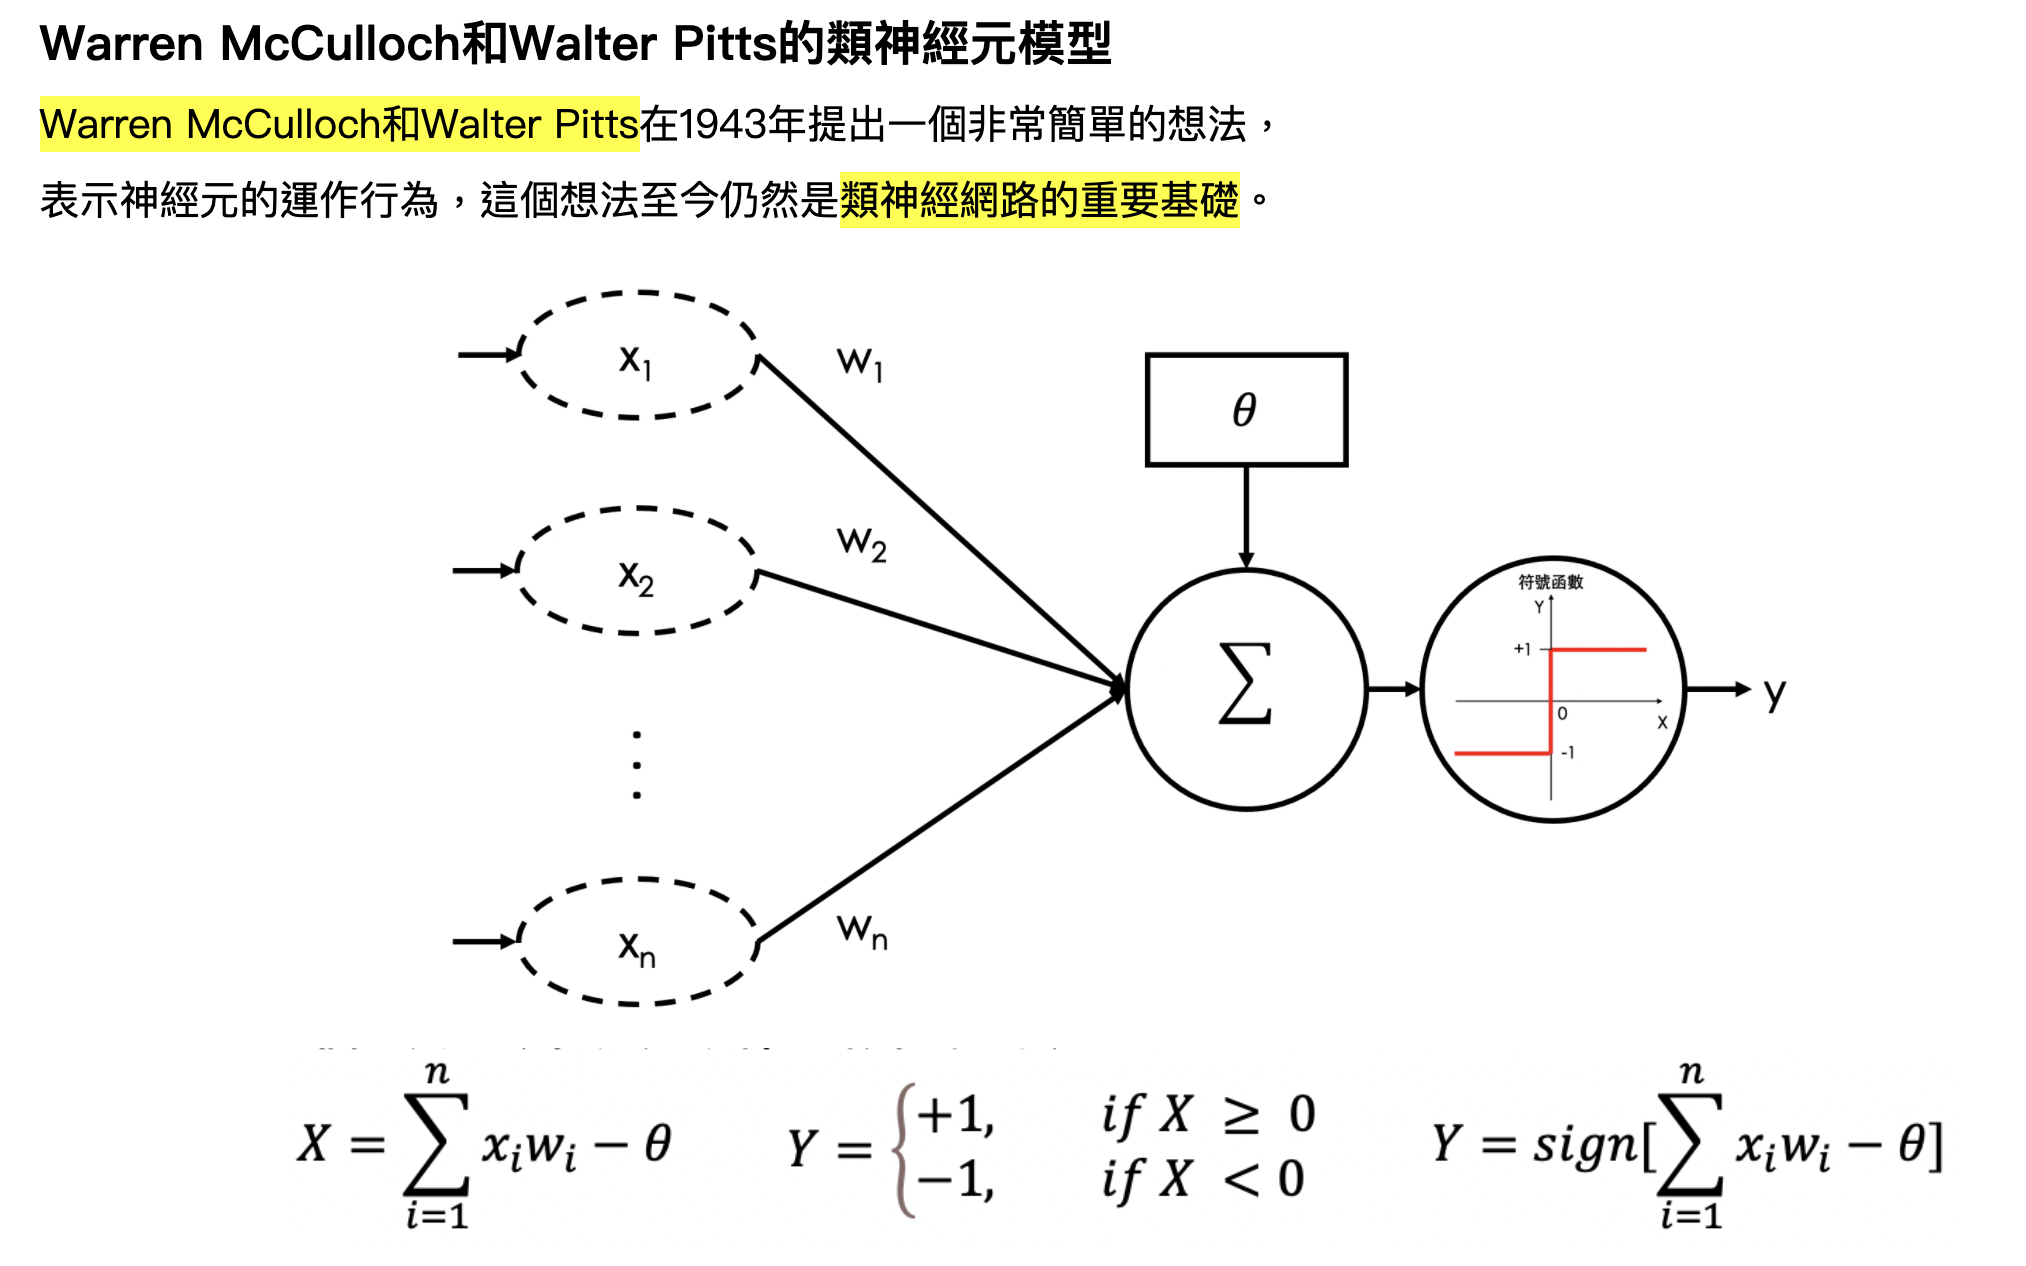 Warren McCulloch和Walter Pitts的類神經元模型
Warren McCulloch和Walter Pitts在1943年提出一個非常簡單的想法，
表示神經元的運作行為，這個想法至今仍然是類神經網路的重要基礎。
x₁
w₁
θ
x₂
w₂
∑
符號函數
Y
+1
0
X
-1
y
⋮
xₙ
wₙ
X = ∑ᵢ₌₁ⁿ xᵢwᵢ − θ
Y = { +1, if X ≥ 0
−1, if X < 0
Y = sign[∑ᵢ₌₁ⁿ xᵢwᵢ − θ]